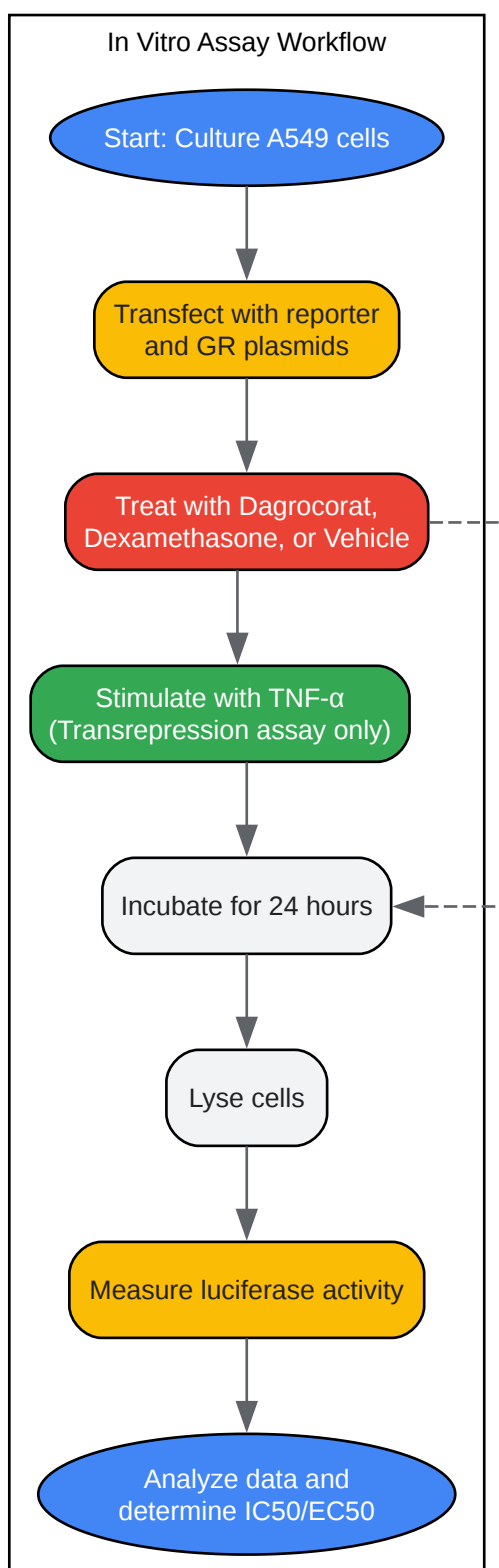 In Vitro Assay Workflow
Start: Culture A549 cells
Transfect with reporter
and GR plasmids
Treat with Dagrocorat,
Dexamethasone, or Vehicle
Stimulate with TNF-α
(Transrepression assay only)
Incubate for 24 hours
Lyse cells
Measure luciferase activity
Analyze data and
determine IC50/EC50